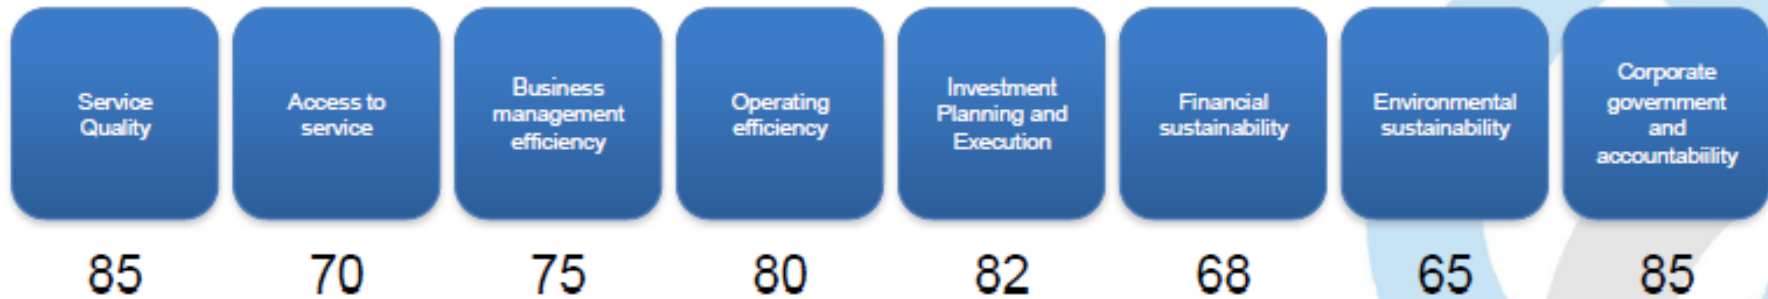 Service
Quality
Access to
service
Business
management
efficiency
Operating
efficiency
Investment
Planning and
Execution
Financial
sustainability
Environmental
sustainability
Corporate
government
and
accountabiility
85
70
75
80
82
68
65
85